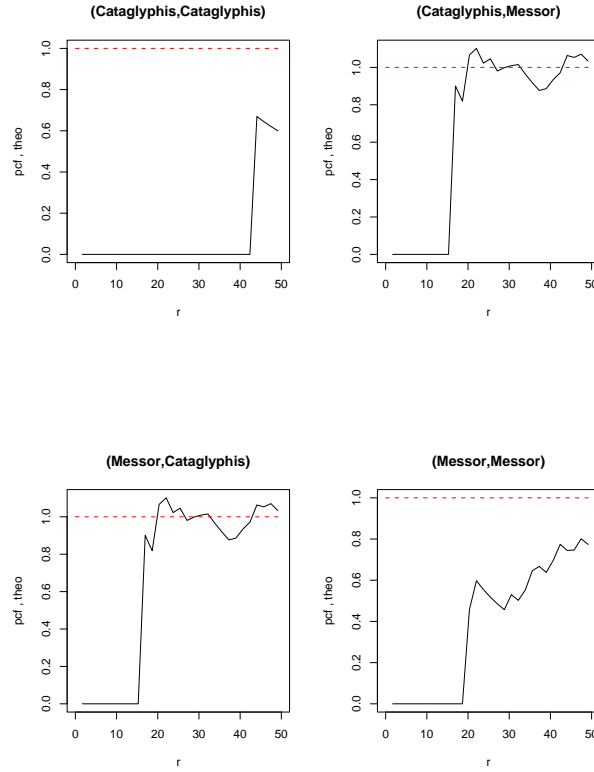 (Cataglyphis,Cataglyphis)
pcf , theo
0.0 0.2 0.4 0.6 0.8 1.0
0 10 20 30 40 50
r
(Cataglyphis,Messor)
pcf , theo
0.0 0.2 0.4 0.6 0.8 1.0
0 10 20 30 40 50
r
(Messor,Cataglyphis)
pcf , theo
0.0 0.2 0.4 0.6 0.8 1.0
0 10 20 30 40 50
r
(Messor,Messor)
pcf , theo
0.0 0.2 0.4 0.6 0.8 1.0
0 10 20 30 40 50
r